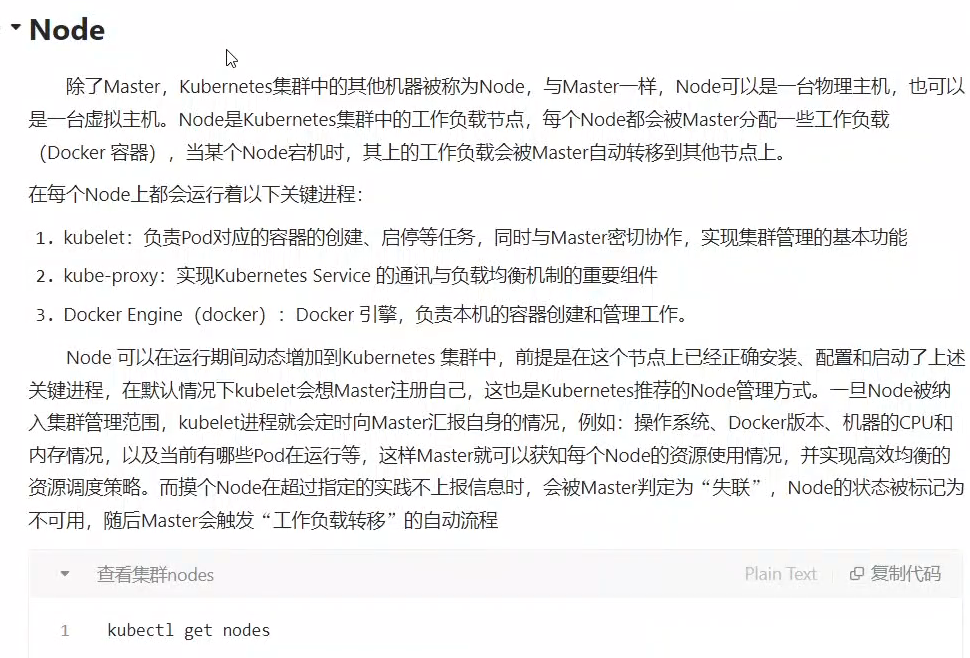 Node
除了Master，Kubernetes集群中的其他机器被称为Node，与Master一样，Node可以是一台物理主机，也可以
是一台虚拟主机。Node是Kubernetes集群中的工作负载节点，每个Node都会被Master分配一些工作负载
（Docker 容器），当某个Node宕机时，其上的工作负载会被Master自动转移到其他节点上。
在每个Node上都会运行着以下关键进程：
1. kubelet：负责Pod对应的容器的创建、启停等任务，同时与Master密切协作，实现集群管理的基本功能
2. kube-proxy：实现Kubernetes Service 的通讯与负载均衡机制的重要组件
3. Docker Engine（docker）：Docker 引擎，负责本机的容器创建和管理工作。
Node 可以在运行期间动态增加到Kubernetes 集群中，前提是在这个节点上已经正确安装、配置和启动了上述
关键进程，在默认情况下kubelet会想Master注册自己，这也是Kubernetes推荐的Node管理方式。一旦Node被纳
入集群管理范围，kubelet进程就会定时向Master汇报自身的情况，例如：操作系统、Docker版本、机器的CPU和
内存情况，以及当前有哪些Pod在运行等，这样Master就可以获知每个Node的资源使用情况，并实现高效均衡的
资源调度策略。而摸个Node在超过指定的实践不上报信息时，会被Master判定为“失联”，Node的状态被标记为
不可用，随后Master会触发“工作负载转移”的自动流程
查看集群nodes Plain Text 复制代码
1 kubectl get nodes